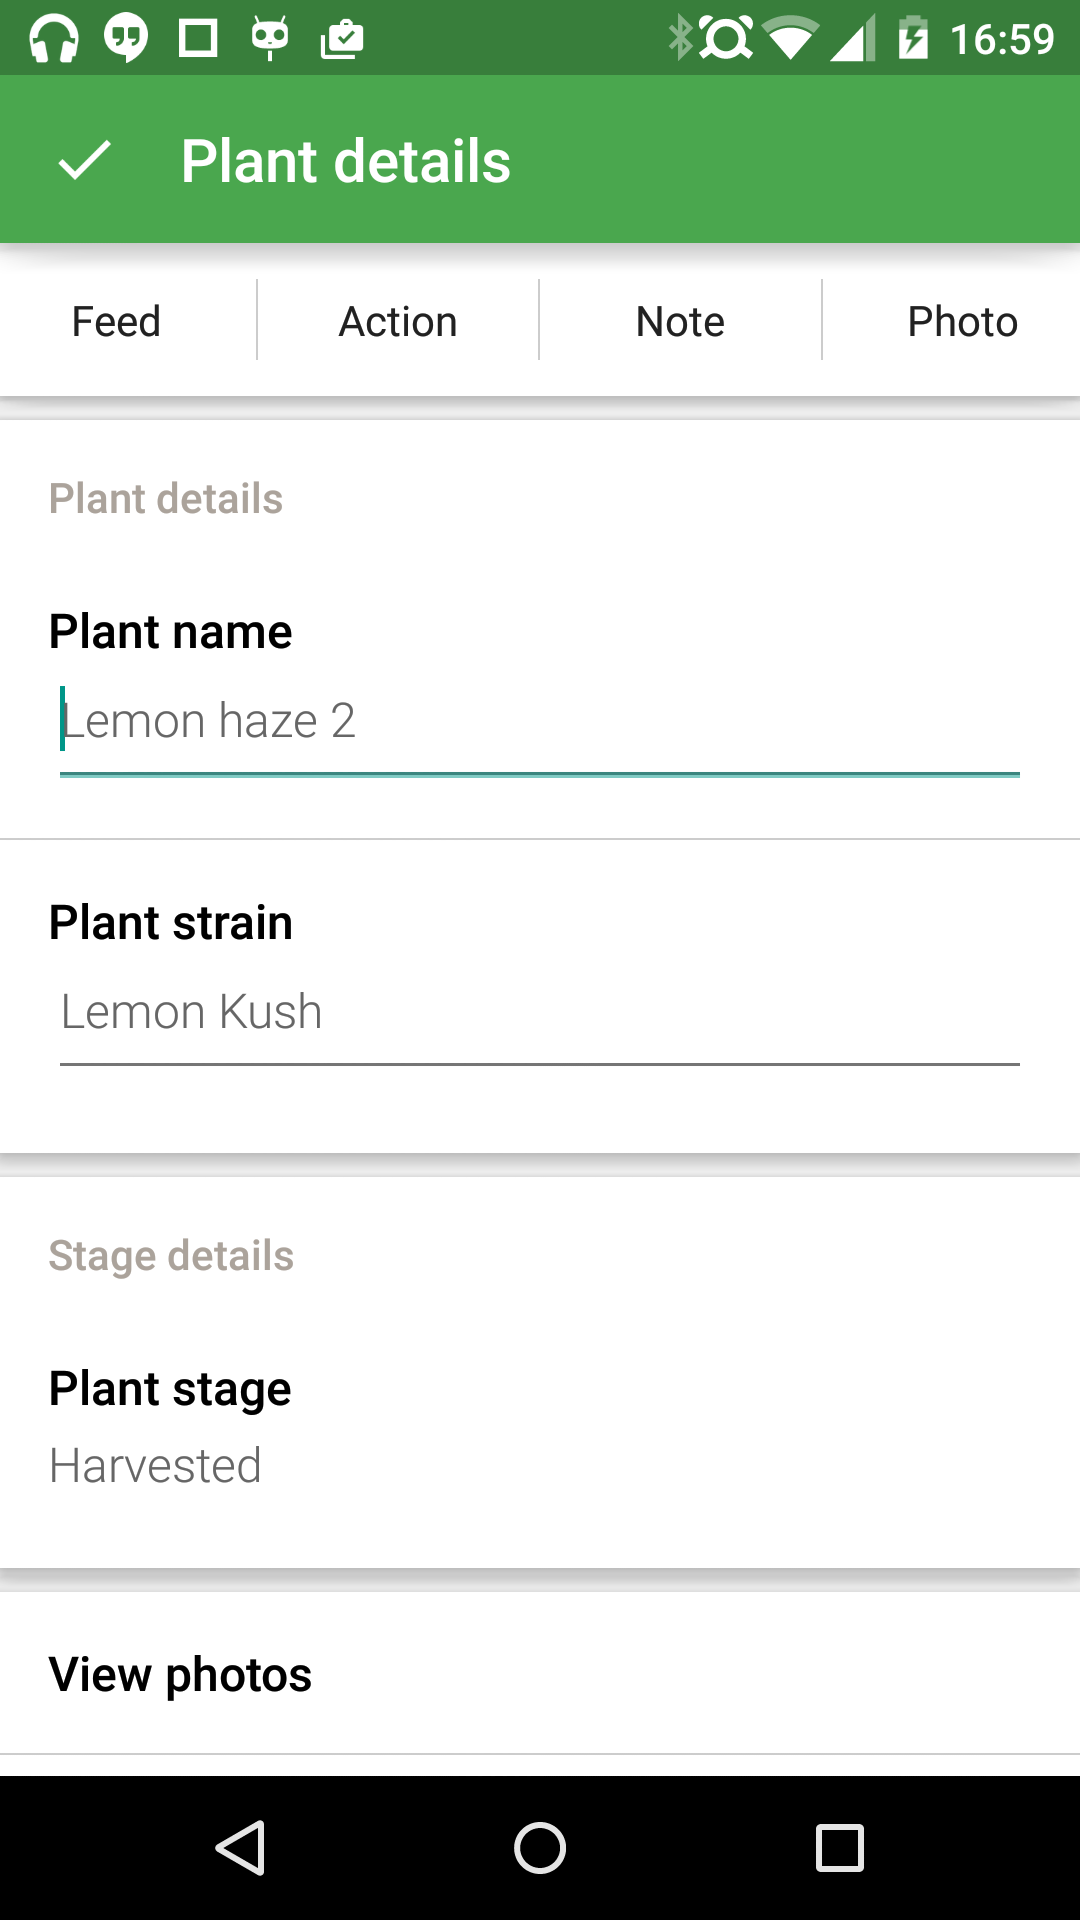 16:59
Plant details
Feed Action Note Photo
Plant details
Plant name
Lemon haze 2
Plant strain
Lemon Kush
Stage details
Plant stage
Harvested
View photos